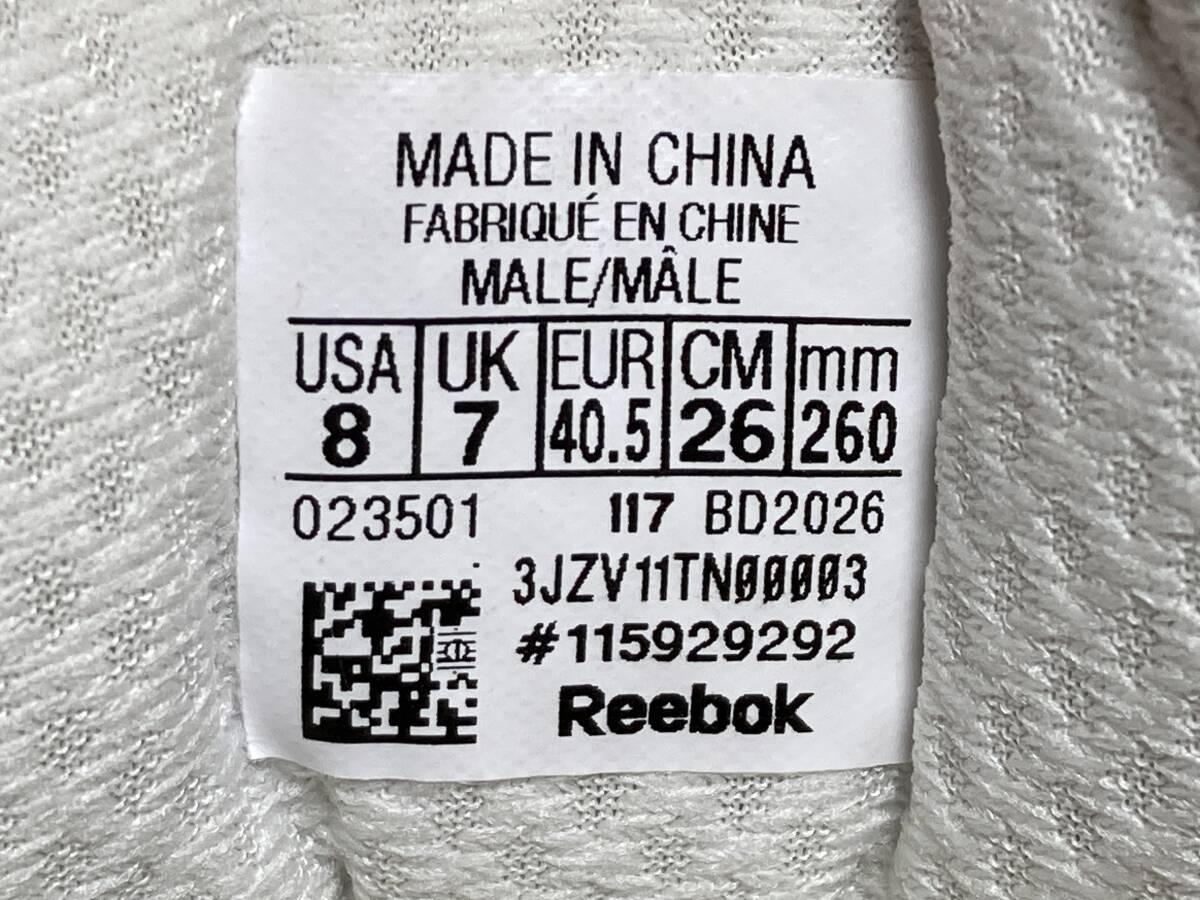 MADE IN CHINA
FABRIQUÉ EN CHINE
MALE/MÂLE
USA UK EUR CM mm
8 7 40.5 26 260
023501 117 BD2026
3JZV11TN00003
#115929292
Reebok